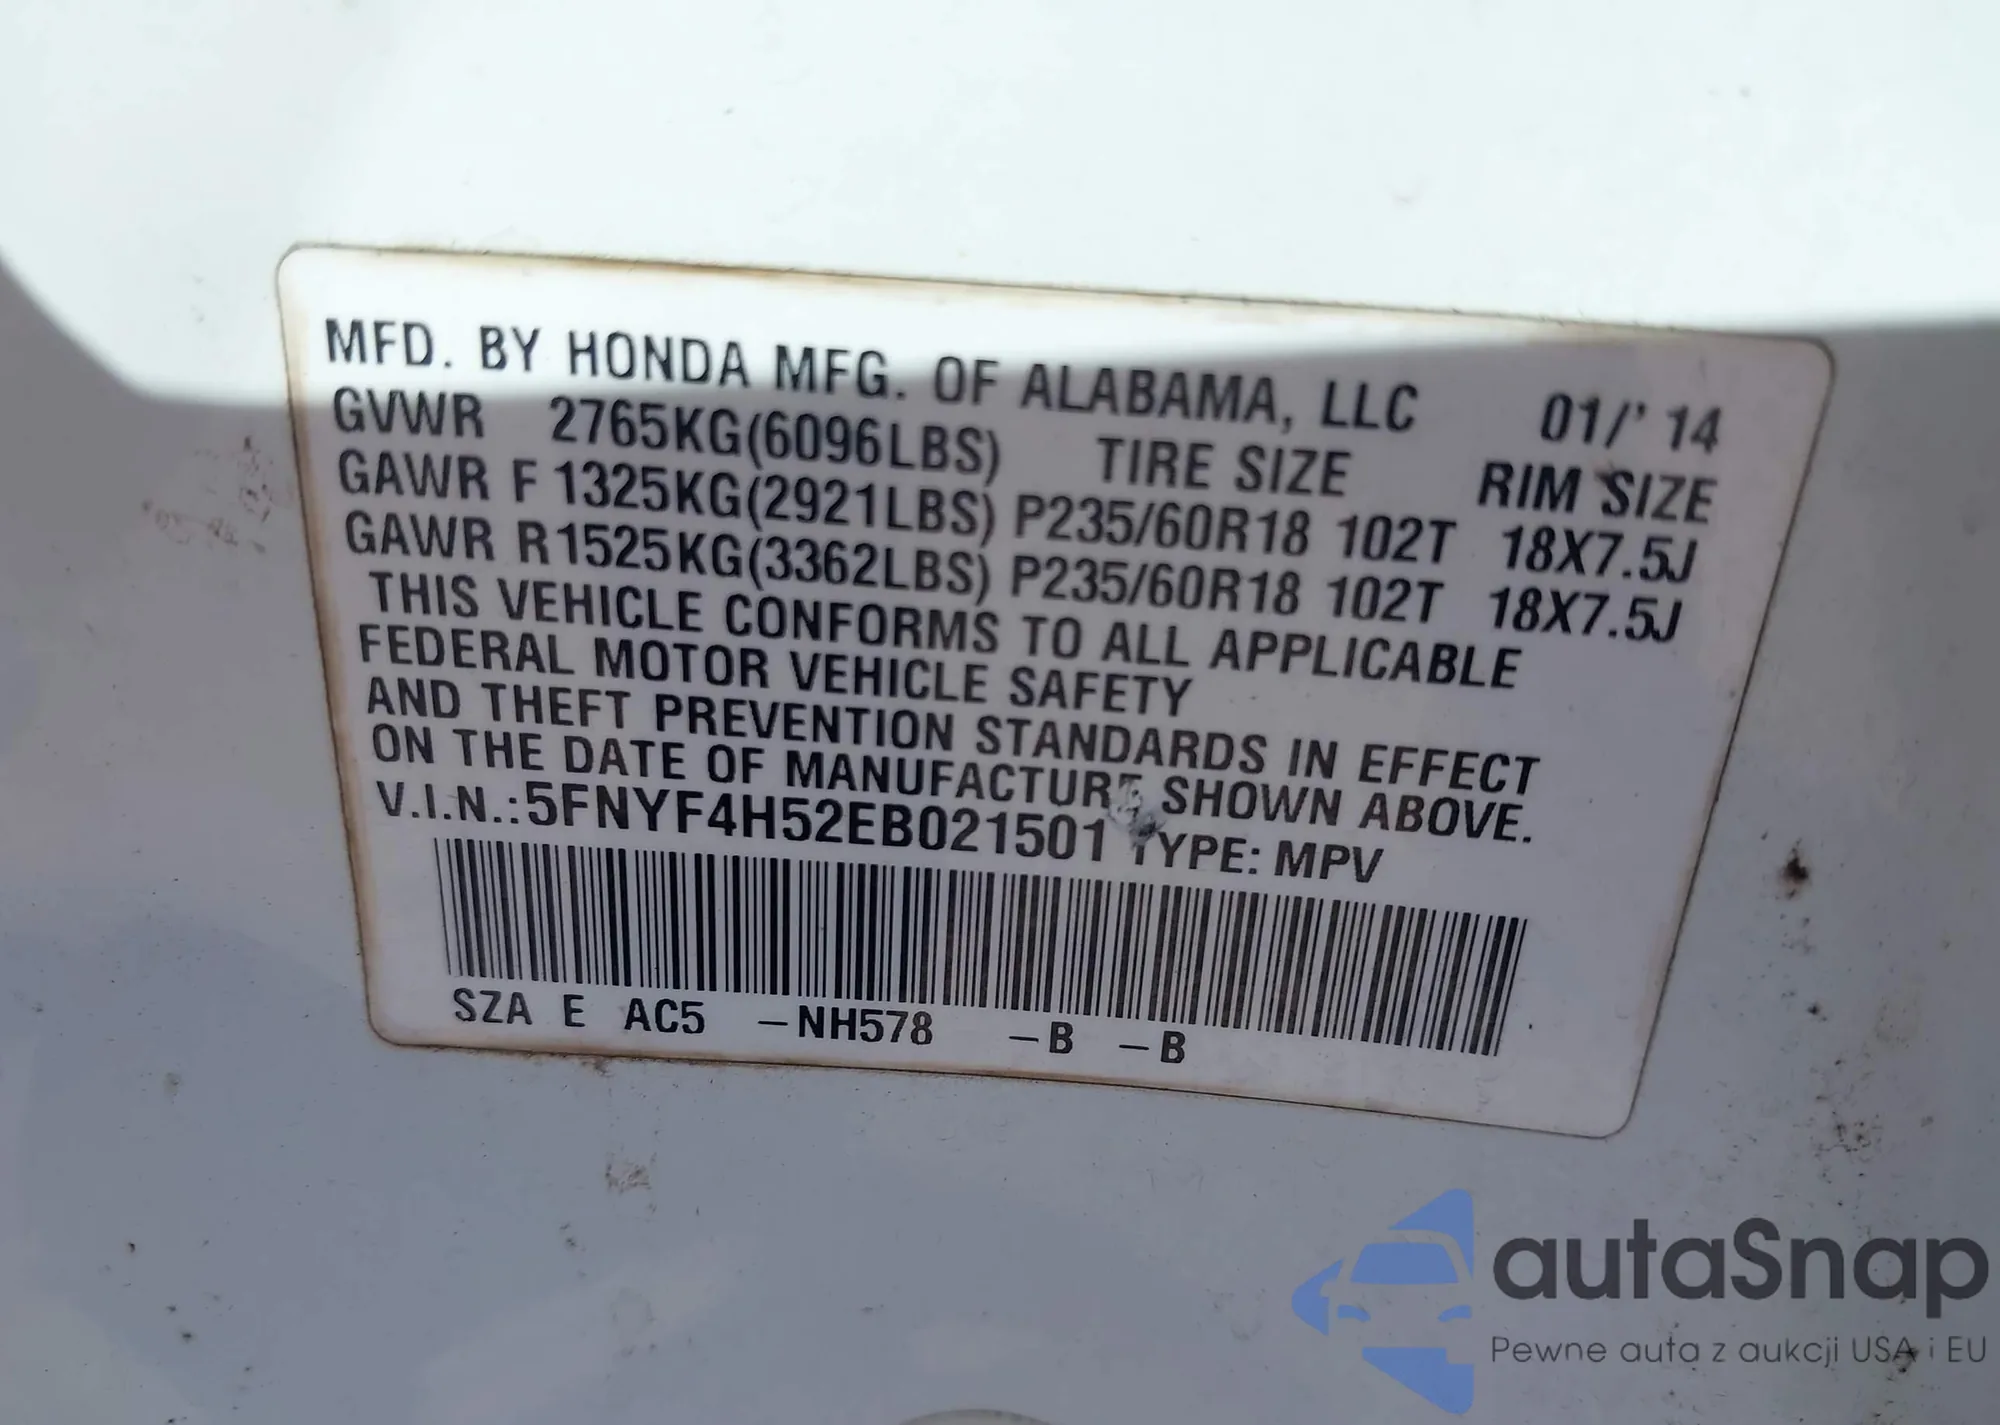 MFD. BY HONDA MFG. OF ALABAMA, LLC 01/'14
GVWR 2765KG(6096LBS) TIRE SIZE RIM SIZE
GAWR F 1325KG(2921LBS) P235/60R18 102T 18X7.5J
GAWR R 1525KG(3362LBS) P235/60R18 102T 18X7.5J
THIS VEHICLE CONFORMS TO ALL APPLICABLE
FEDERAL MOTOR VEHICLE SAFETY
AND THEFT PREVENTION STANDARDS IN EFFECT
ON THE DATE OF MANUFACTURE SHOWN ABOVE.
V.I.N.:5FNYF4H52EB021501 TYPE: MPV
SZA E AC5 -NH578 -B -B
autaSnap
Pewne auta z aukcji USA i EU